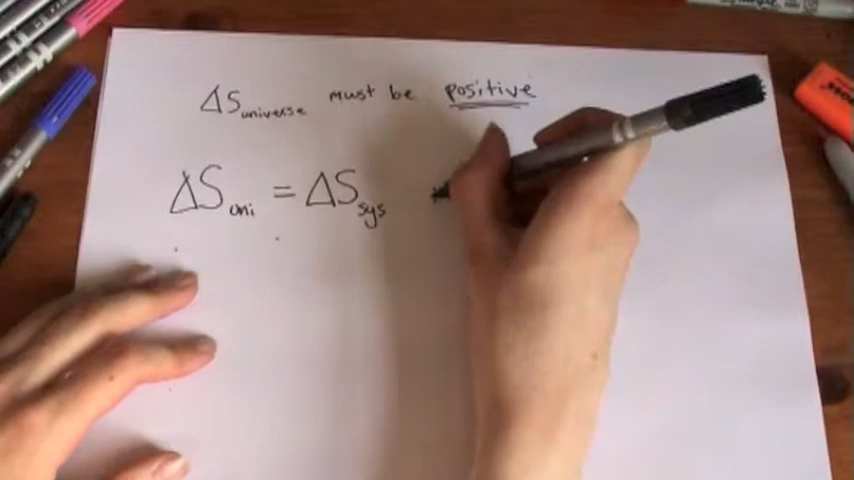 ΔSuniverse must be positive
ΔSuni = ΔSsys